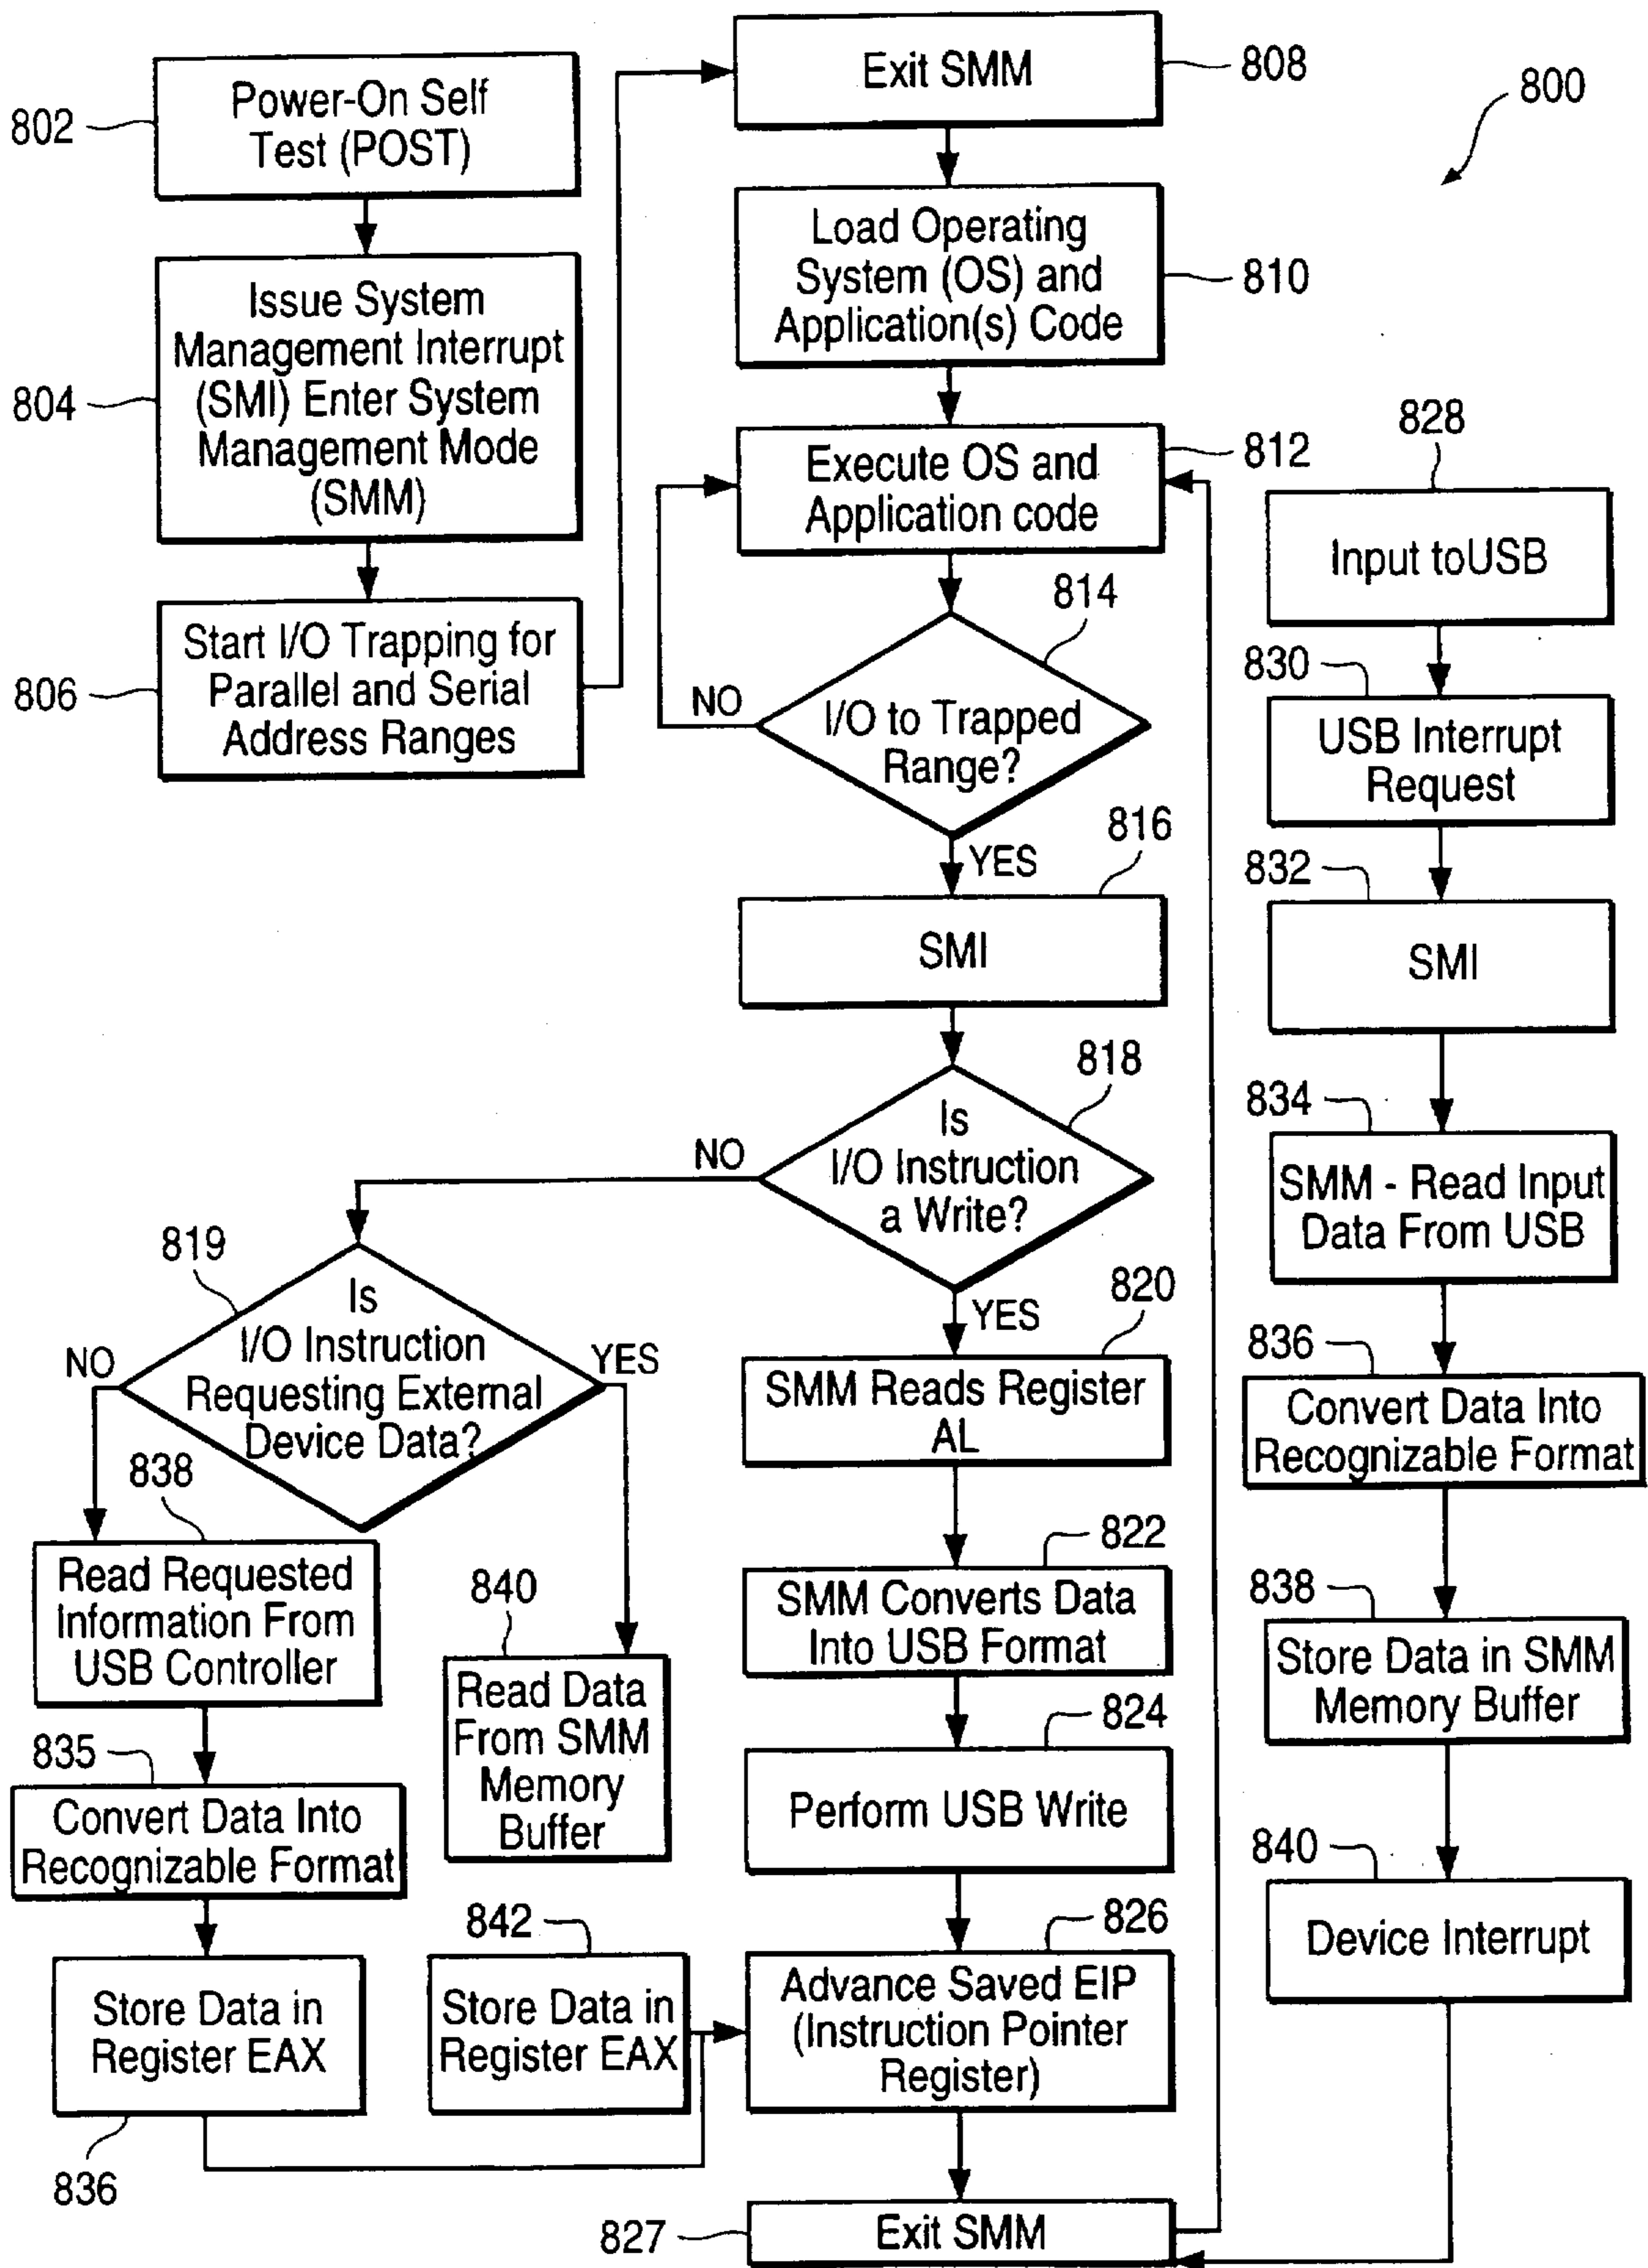 802
Power-On Self
Test (POST)
804
Issue System
Management Interrupt
(SMI) Enter System
Management Mode
(SMM)
806
Start I/O Trapping for
Parallel and Serial
Address Ranges
Exit SMM
808
800
Load Operating
System (OS) and
Application(s) Code
810
Execute OS and
Application code
812
814
I/O to Trapped
Range?
NO
YES
816
SMI
818
Is
I/O Instruction
a Write?
NO
YES
819
Is
I/O Instruction
Requesting External
Device Data?
NO
YES
838
Read Requested
Information From
USB Controller
835
Convert Data Into
Recognizable Format
Store Data in
Register EAX
836
840
Read Data
From SMM
Memory
Buffer
842
Store Data in
Register EAX
820
SMM Reads Register
AL
822
SMM Converts Data
Into USB Format
824
Perform USB Write
826
Advance Saved EIP
(Instruction Pointer
Register)
827
Exit SMM
828
Input toUSB
830
USB Interrupt
Request
832
SMI
834
SMM - Read Input
Data From USB
836
Convert Data Into
Recognizable Format
838
Store Data in SMM
Memory Buffer
840
Device Interrupt